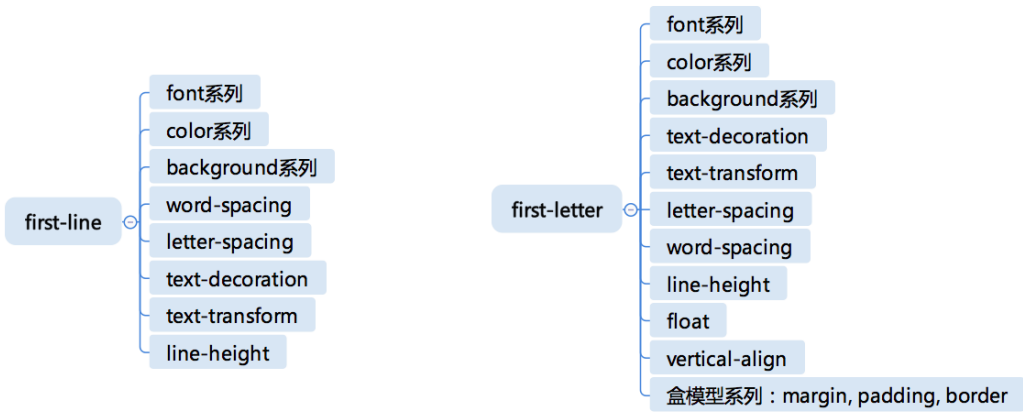 first-line
font系列
color系列
background系列
word-spacing
letter-spacing
text-decoration
text-transform
line-height
first-letter
font系列
color系列
background系列
text-decoration
text-transform
letter-spacing
word-spacing
line-height
float
vertical-align
盒模型系列：margin, padding, border